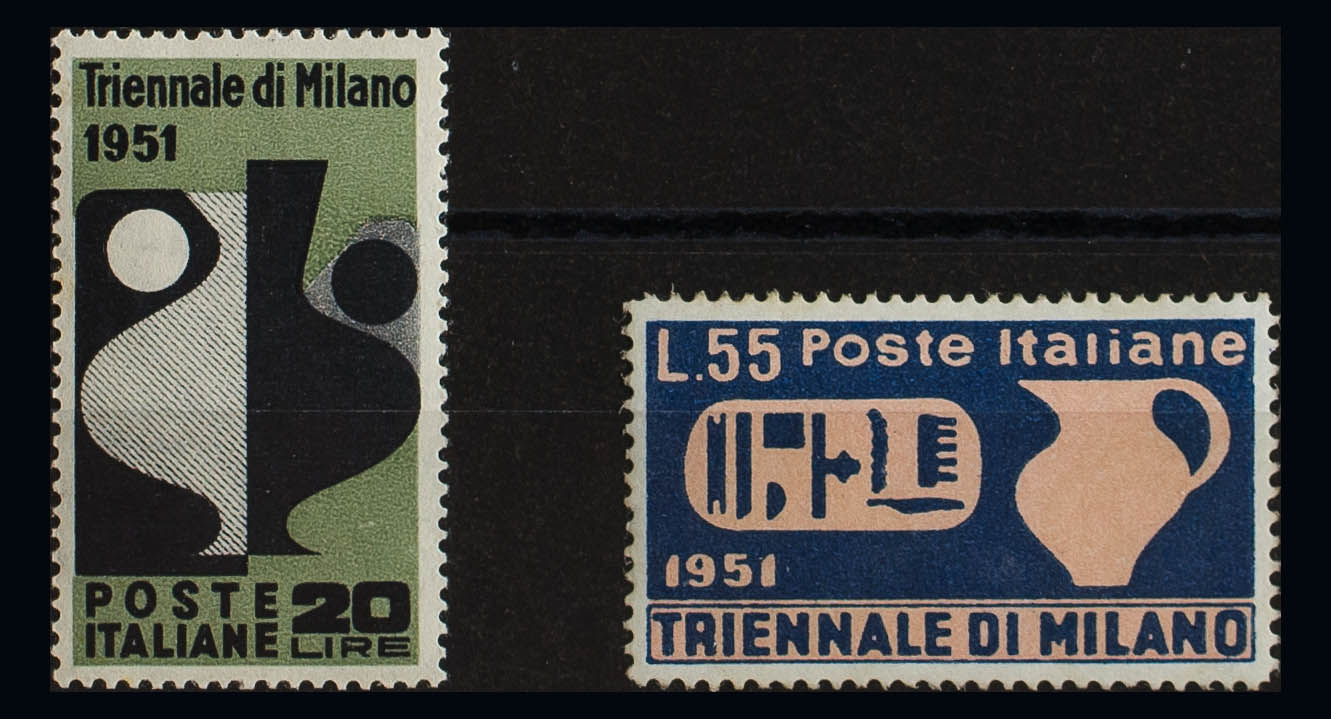 Triennale di Milano
1951
POSTE
ITALIANE
20
LIRE
L.55 Poste Italiane
1951
TRIENNALE DI MILANO